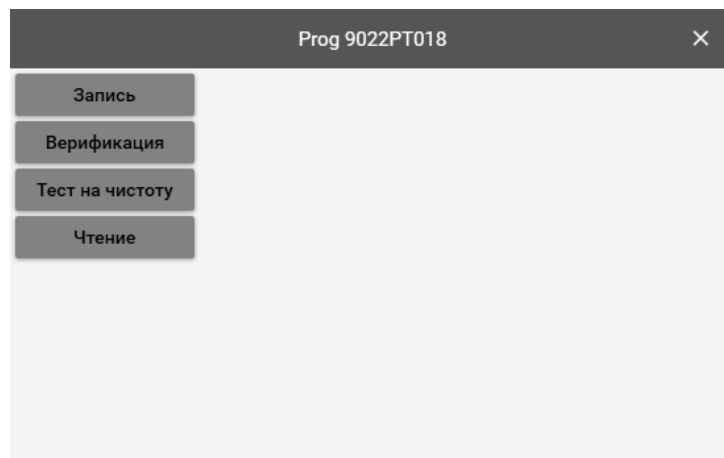 Prog 9022PT018
Запись
Верификация
Тест на чистоту
Чтение